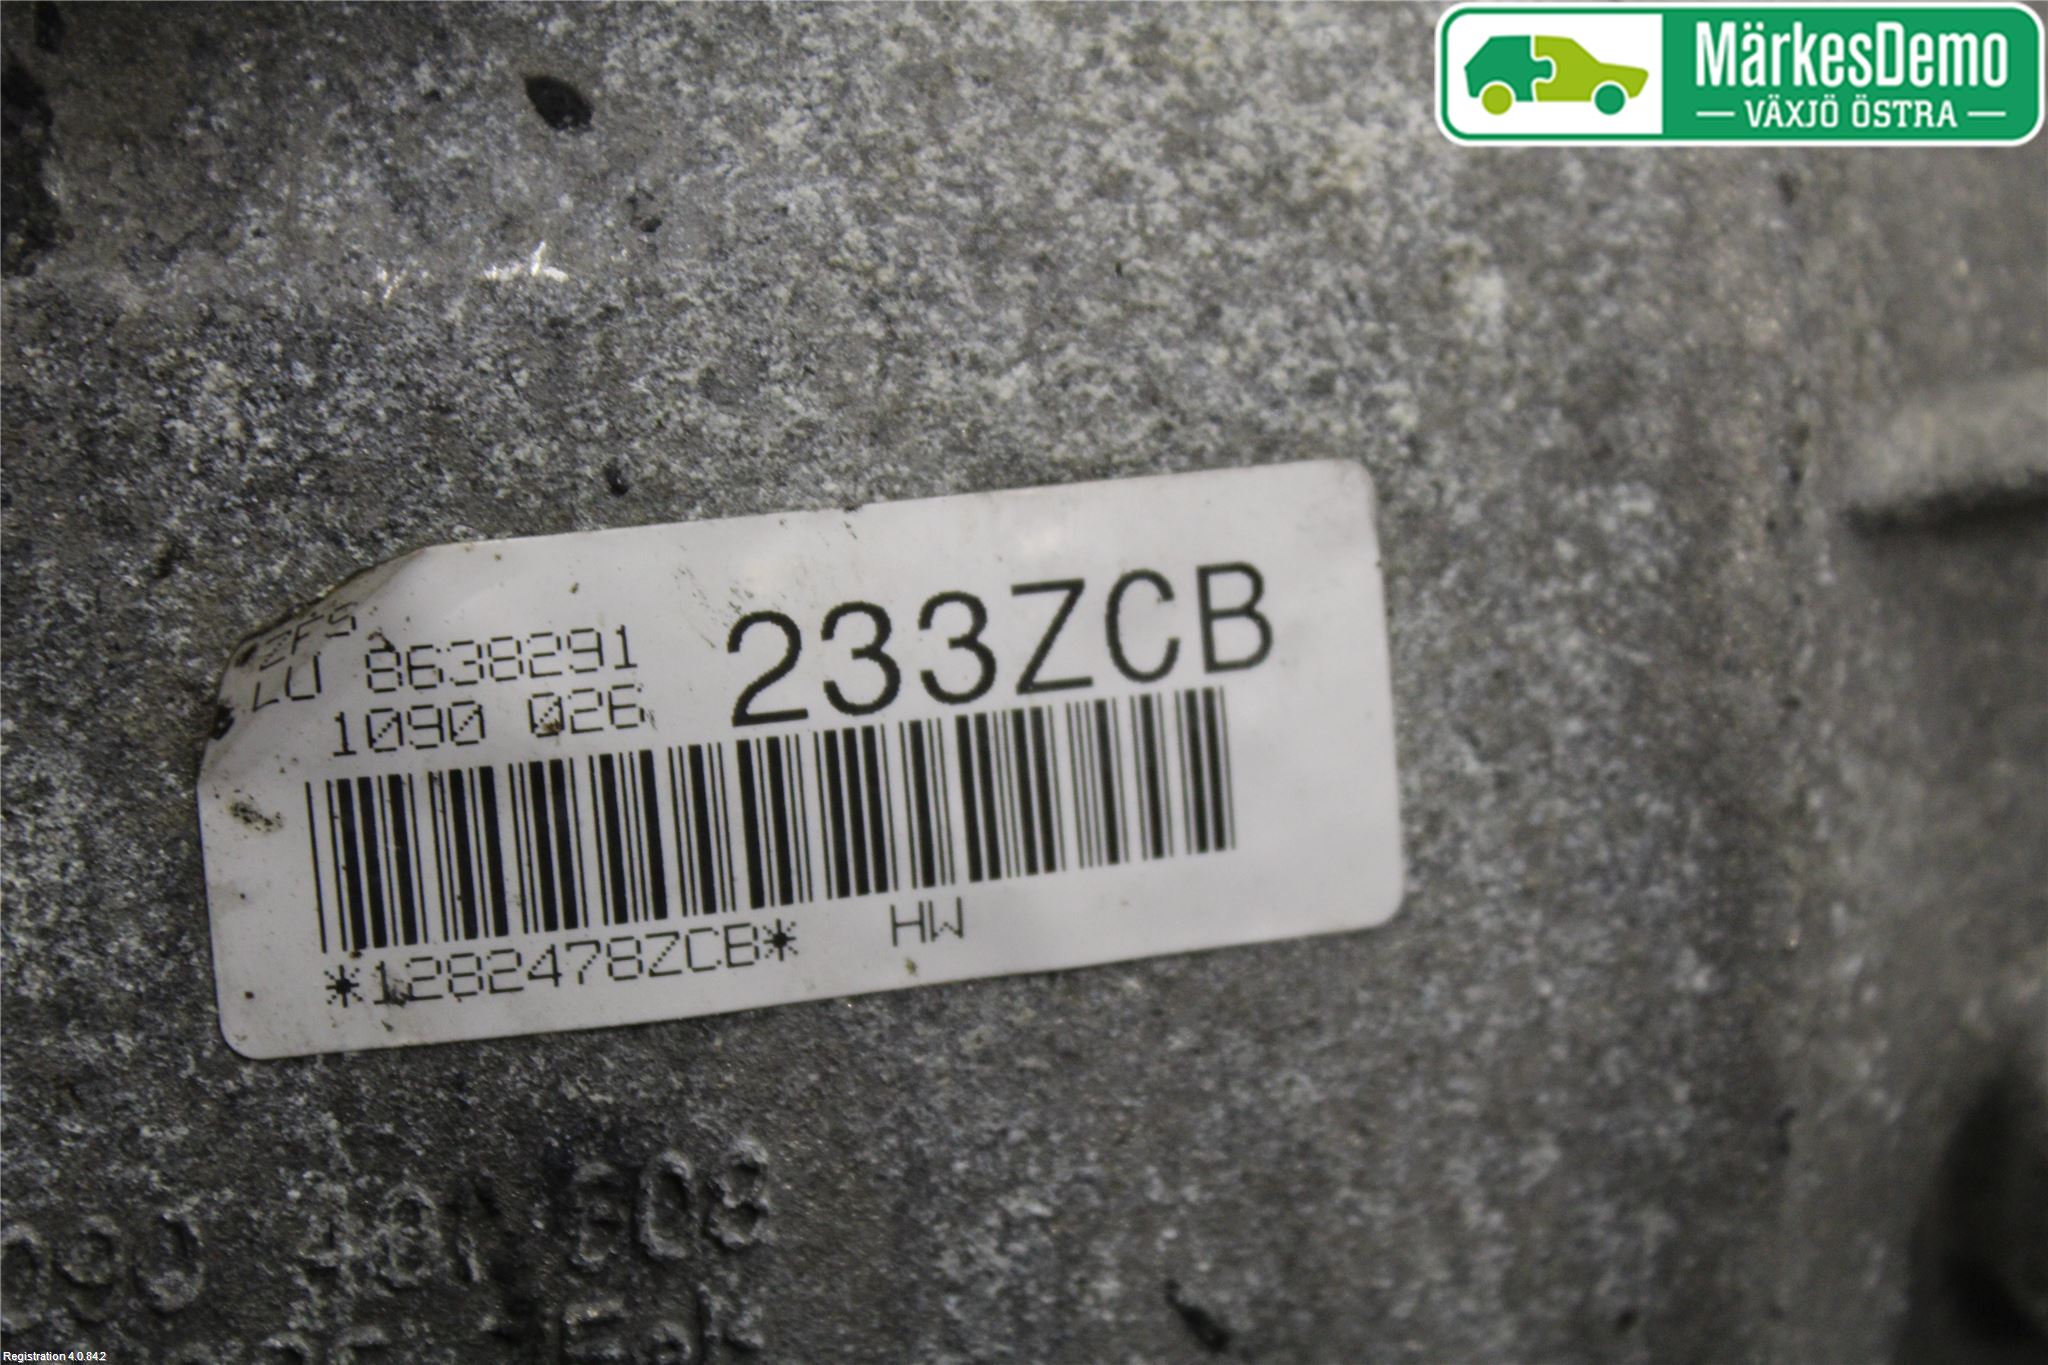 MärkesDemo
VÄXJÖ ÖSTRA
ZFS
LU 8638291
1090 026
233ZCB
*1282478ZCB*
HW
Registration 4.0.84.2